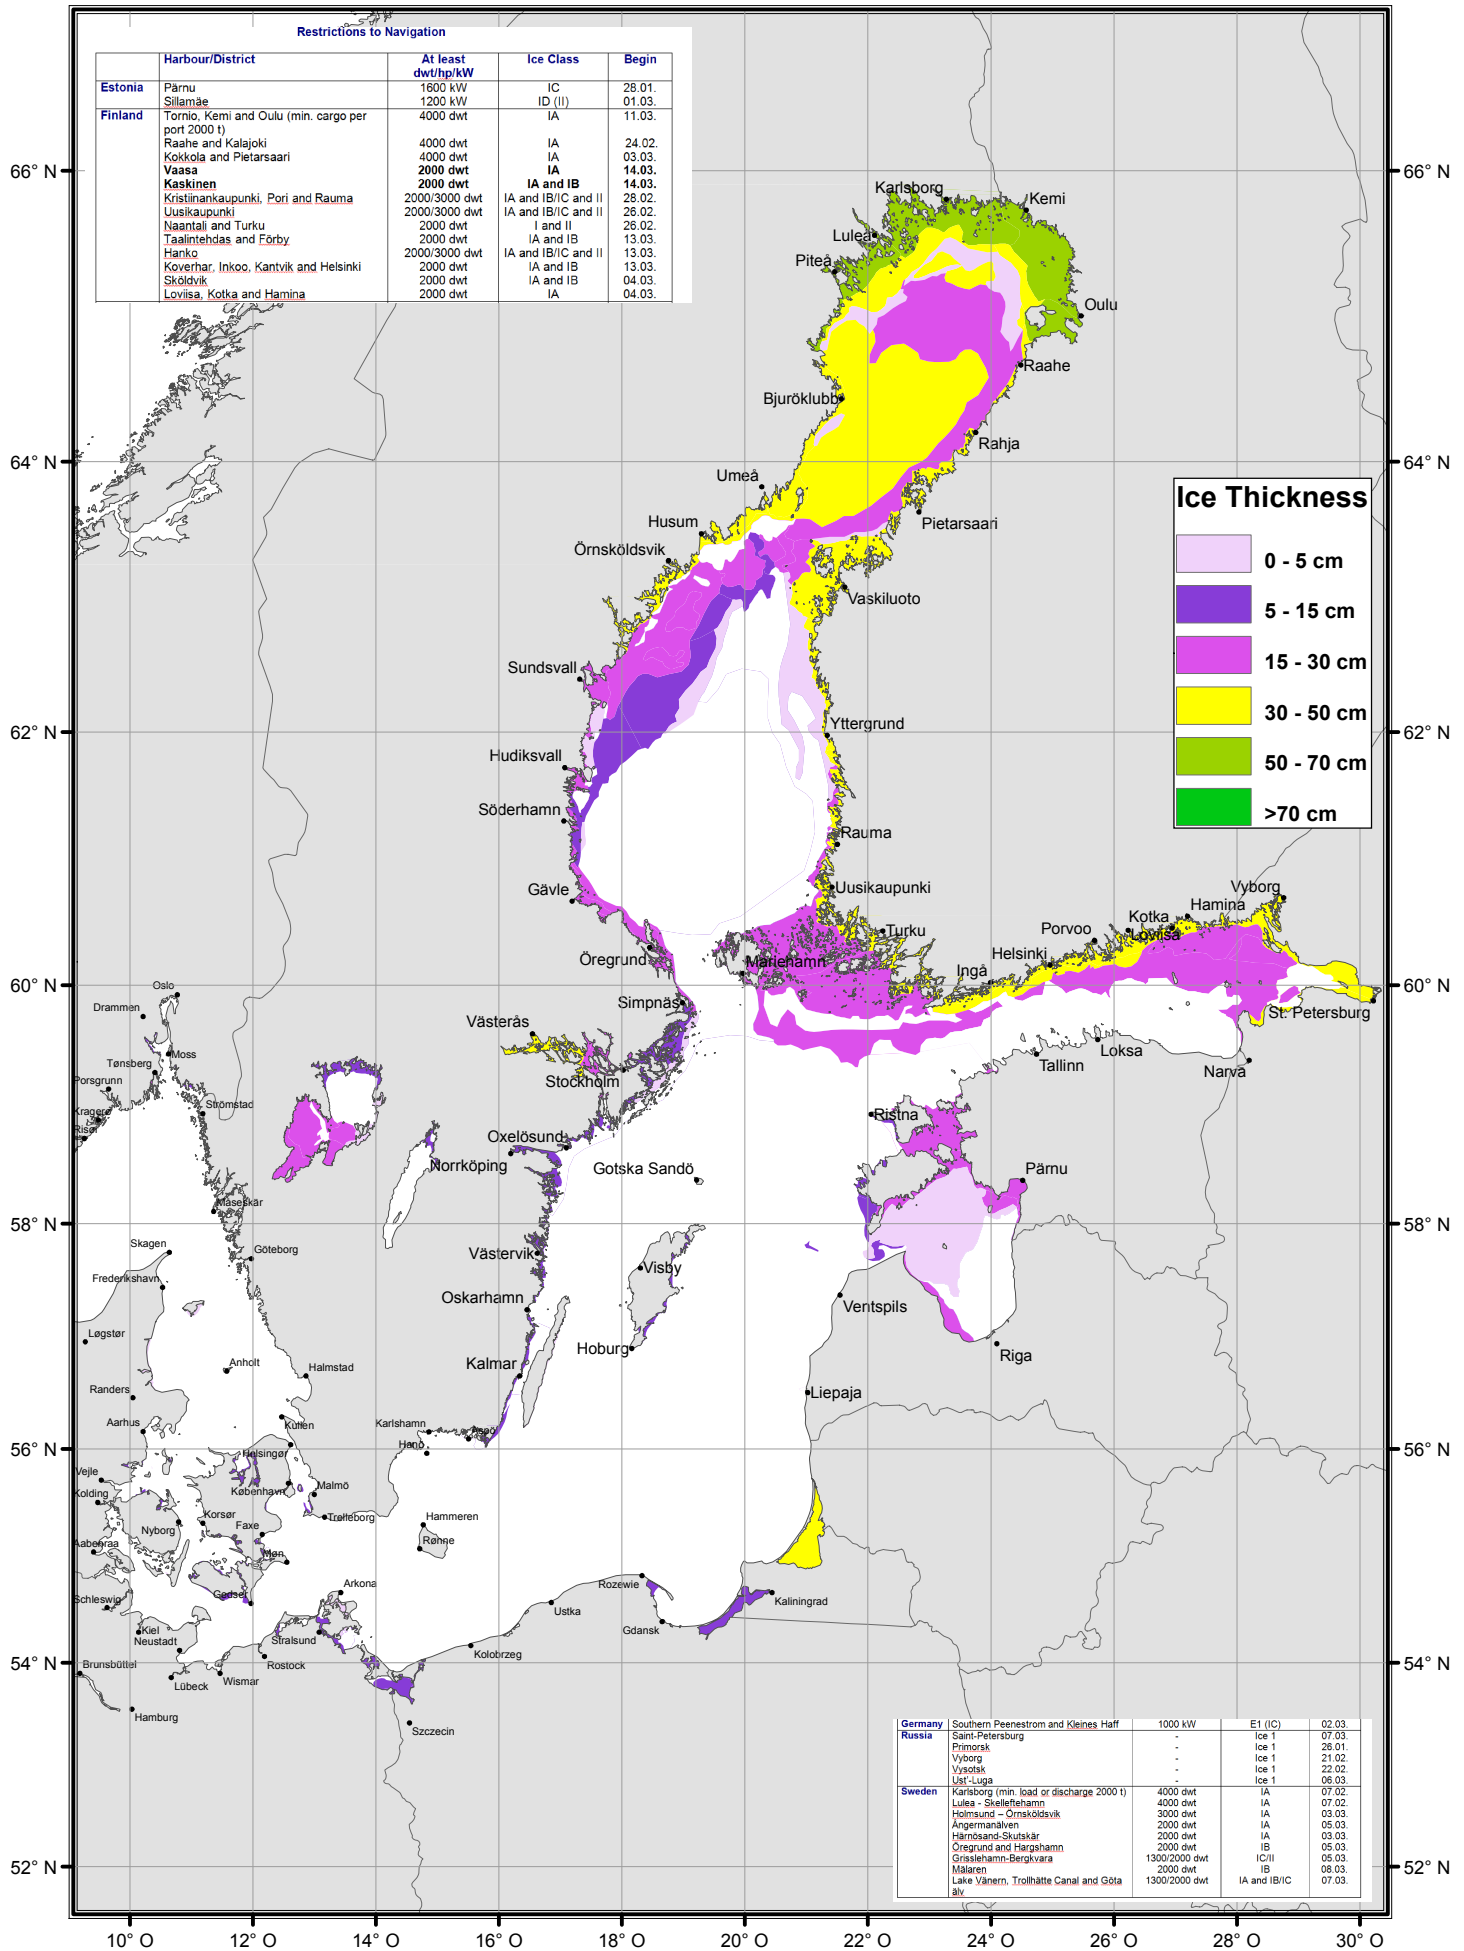 Restrictions to Navigation
Harbour/District At least dwt/hp/kW Ice Class Begin
Estonia Pärnu 1600 kW IC 28.01.
Sillamäe 1200 kW ID (II) 01.03.
Finland Tornio, Kemi and Oulu (min. cargo per port 2000 t) 4000 dwt IA 11.03.
Raahe and Kalajoki 4000 dwt IA 24.02.
Kokkola and Pietarsaari 4000 dwt IA 03.03.
Vaasa 2000 dwt IA 14.03.
Kaskinen 2000 dwt IA and IB 14.03.
Kristiinankaupunki, Pori and Rauma 2000/3000 dwt IA and IB/IC and II 28.02.
Uusikaupunki 2000/3000 dwt IA and IB/IC and II 26.02.
Naantali and Turku 2000 dwt I and II 26.02.
Taalintehdas and Förby 2000 dwt IA and IB 13.03.
Hanko 2000/3000 dwt IA and IB/IC and II 13.03.
Koverhar, Inkoo, Kantvik and Helsinki 2000 dwt IA and IB 13.03.
Sköldvik 2000 dwt IA and IB 04.03.
Loviisa, Kotka and Hamina 2000 dwt IA 04.03.
66° N
66° N
Karlsborg
Kemi
Luleå
Piteå
Oulu
Raahe
Bjuröklubb
Rahja
64° N
64° N
Umeå
Pietarsaari
Husum
Örnsköldsvik
Vaskiluoto
Ice Thickness
0 - 5 cm
5 - 15 cm
15 - 30 cm
30 - 50 cm
50 - 70 cm
>70 cm
Sundsvall
62° N
Yttergrund
62° N
Hudiksvall
Söderhamn
Rauma
Gävle
Uusikaupunki
Vyborg
Hamina
Kotka
Loviisa
Porvoo
Turku
Helsinki
Öregrund
Mariehamn
Ingå
60° N
60° N
Oslo
Drammen
Simpnäs
St. Petersburg
Västerås
Moss
Tønsberg
Loksa
Tallinn
Narva
Porsgrunn
Stockholm
Kragerø
Strömstad
Risør
Ristna
Oxelösund
Norrköping
Gotska Sandö
Pärnu
Måseskär
58° N
58° N
Skagen
Göteborg
Västervik
Visby
Frederikshavn
Oskarhamn
Ventspils
Løgstør
Hoburg
Riga
Anholt
Halmstad
Kalmar
Randers
Liepaja
Aarhus
Kullen
Karlshamn
Aspö
Hanö
56° N
56° N
Helsingør
Vejle
København
Malmö
Kolding
Korsør
Trølleborg
Hammeren
Nyborg
Faxe
Rønne
Aabenraa
Møn
Schleswig
Gedser
Arkona
Rozewie
Kaliningrad
Ustka
Gdansk
Kiel
Neustadt
Stralsund
Kolobrzeg
54° N
54° N
Brunsbüttel
Lübeck
Wismar
Rostock
Hamburg
Szczecin
Germany Southern Peenestrom and Kleines Haff 1000 kW E1 (IC) 02.03.
Russia Saint-Petersburg - Ice 1 07.03.
Primorsk - Ice 1 26.01.
Vyborg - Ice 1 21.02.
Vysotsk - Ice 1 22.02.
Ust'-Luga - Ice 1 06.03.
Sweden Karlsborg (min. load or discharge 2000 t) 4000 dwt IA 07.02.
Lulea - Skelleftehamn 4000 dwt IA 07.02.
Holmsund – Örnsköldsvik 3000 dwt IA 03.03.
Ångermanälven 2000 dwt IA 05.03.
Härnösand-Skutskär 2000 dwt IA 03.03.
Öregrund and Hargshamn 2000 dwt IB 05.03.
Grisslehamn-Bergkvara 1300/2000 dwt IC/II 05.03.
Mälaren 2000 dwt IB 08.03.
Lake Vänern, Trollhätte Canal and Göta älv 1300/2000 dwt IA and IB/IC 07.03.
52° N
52° N
10° O 12° O 14° O 16° O 18° O 20° O 22° O 24° O 26° O 28° O 30° O